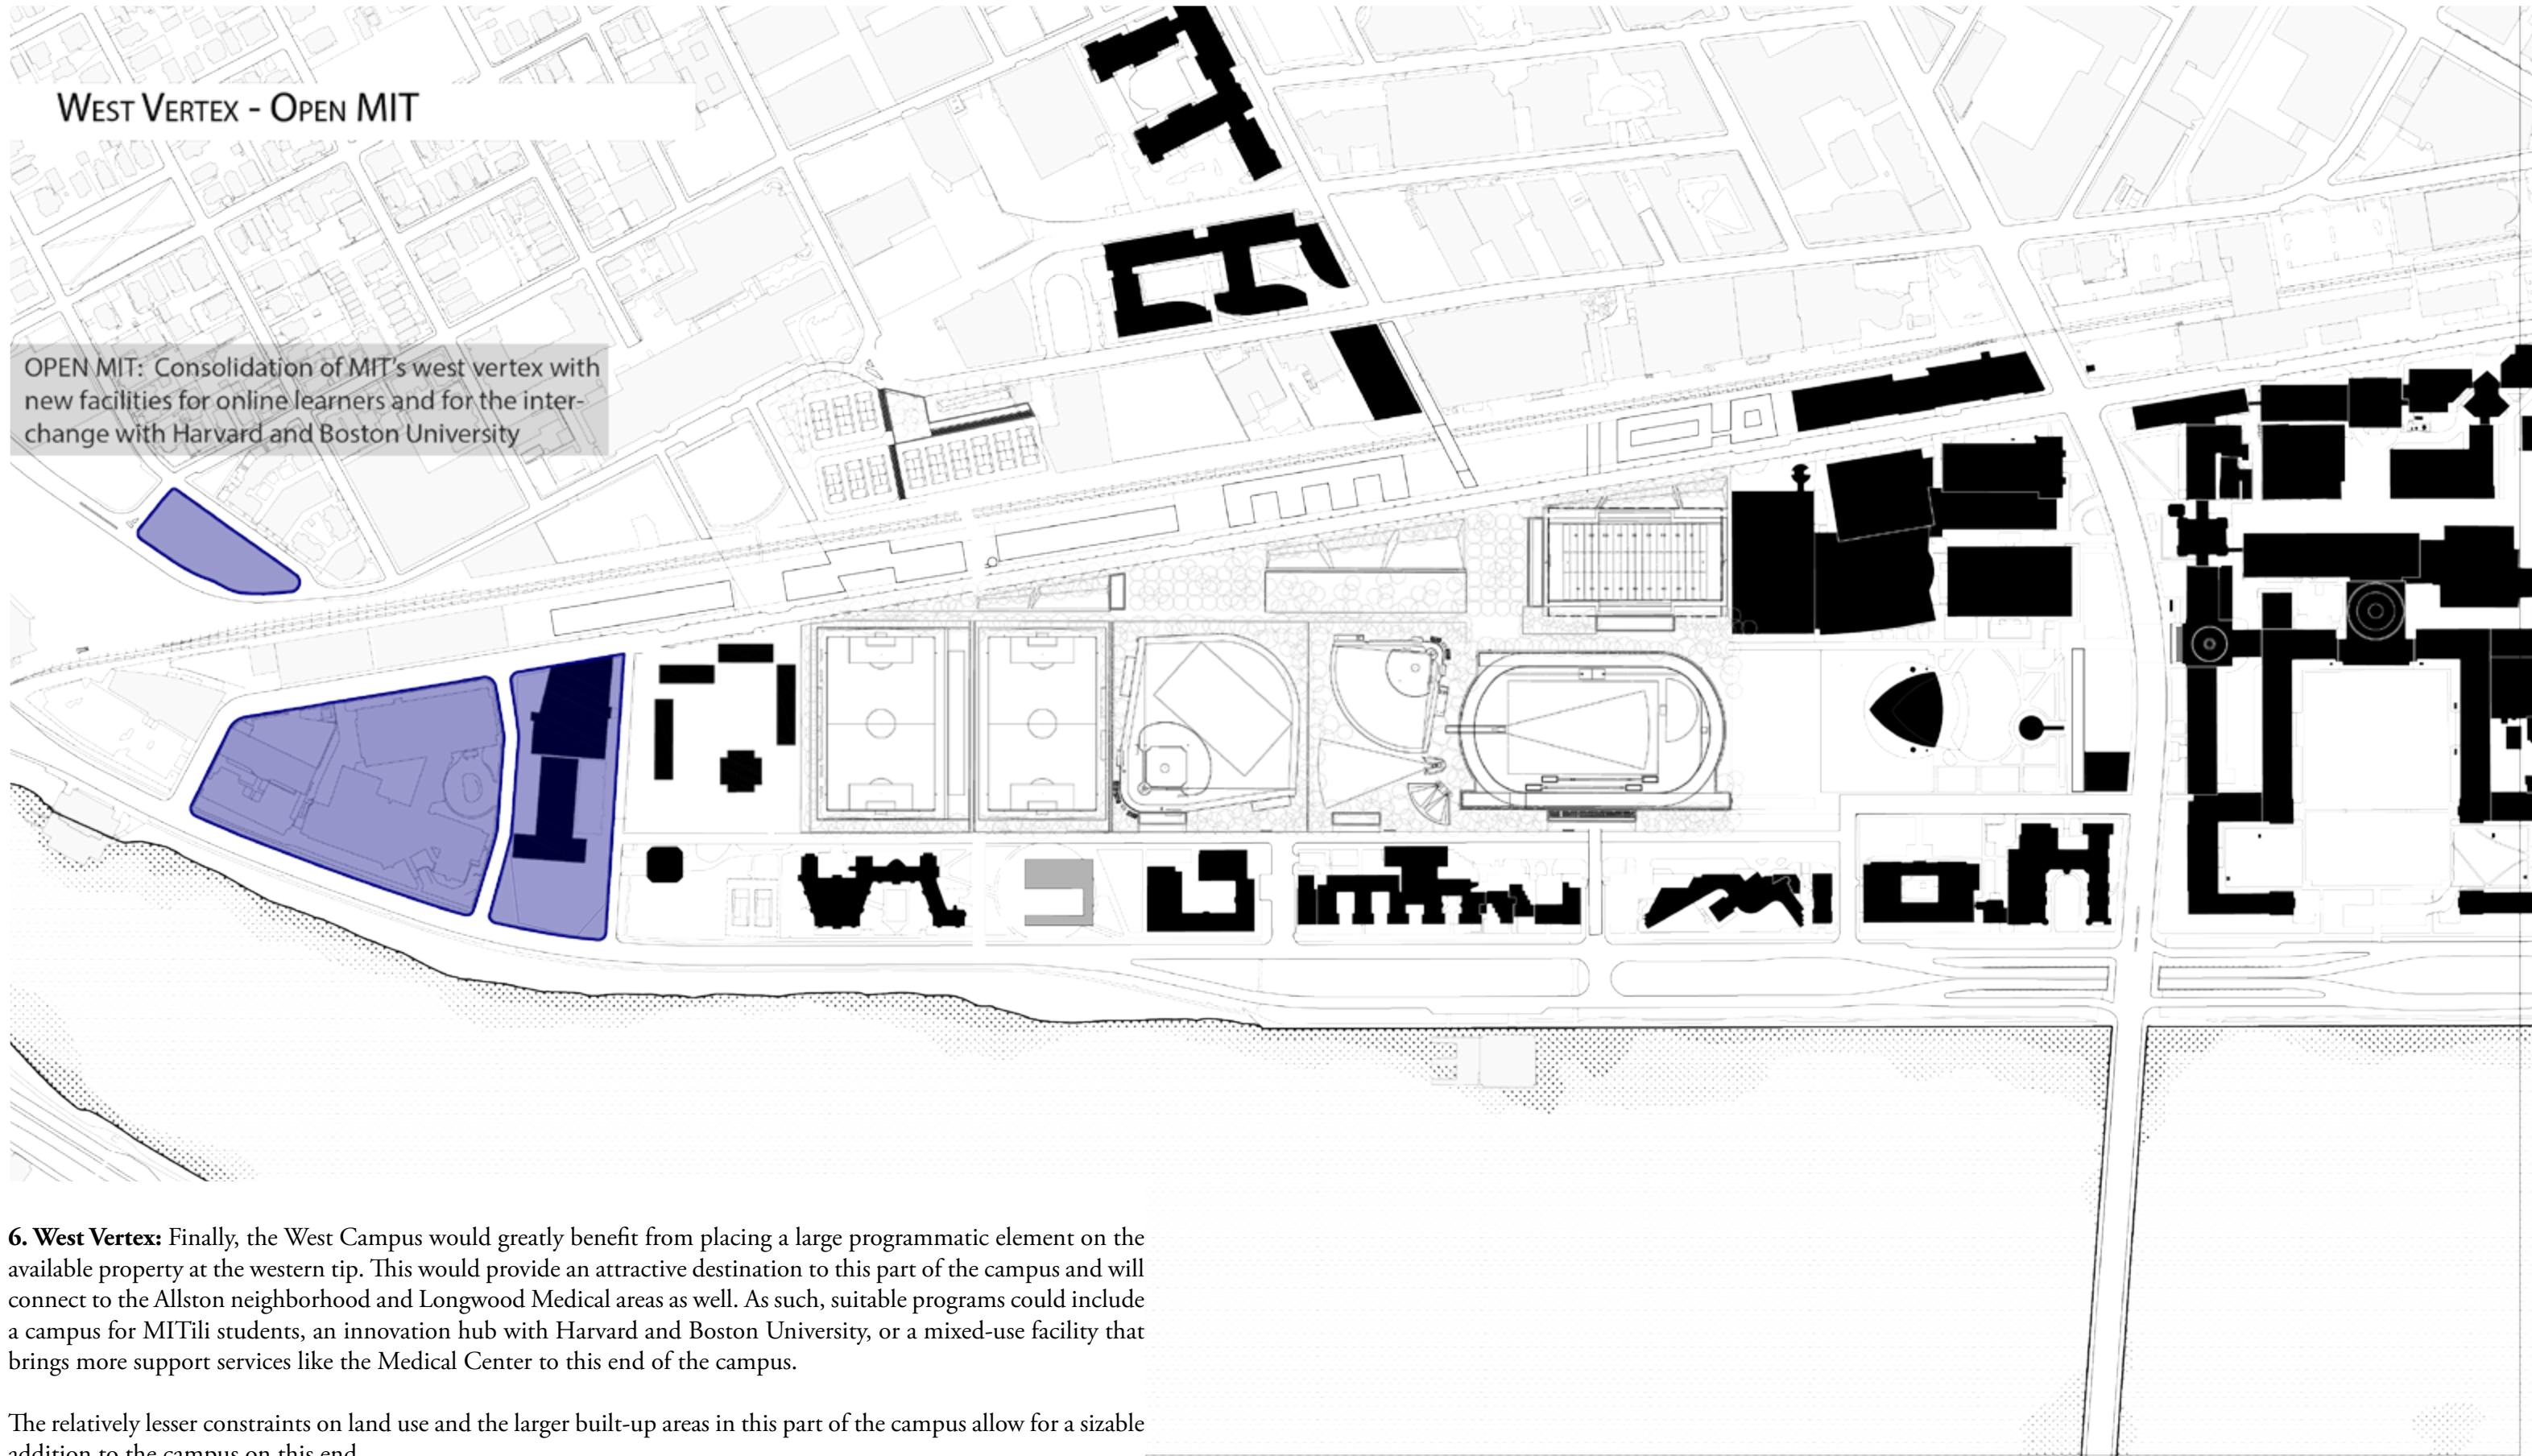 WEST VERTEX - OPEN MIT
OPEN MIT: Consolidation of MIT's west vertex with
new facilities for online learners and for the inter-
change with Harvard and Boston University
6. West Vertex: Finally, the West Campus would greatly benefit from placing a large programmatic element on the
available property at the western tip. This would provide an attractive destination to this part of the campus and will
connect to the Allston neighborhood and Longwood Medical areas as well. As such, suitable programs could include
a campus for MITili students, an innovation hub with Harvard and Boston University, or a mixed-use facility that
brings more support services like the Medical Center to this end of the campus.
The relatively lesser constraints on land use and the larger built-up areas in this part of the campus allow for a sizable
addition to the campus on this end